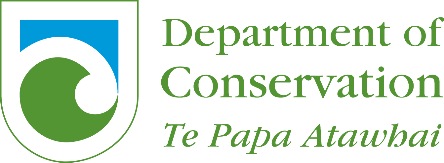 Department of
Conservation
Te Papa Atawhai